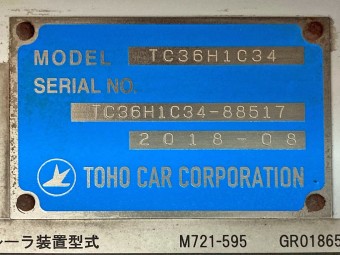 MODEL TC36H1C34
SERIAL NO.
TC36H1C34-88517
2018-08
TOHO CAR CORPORATION
ーラ装置型式 M721-595 GR01865